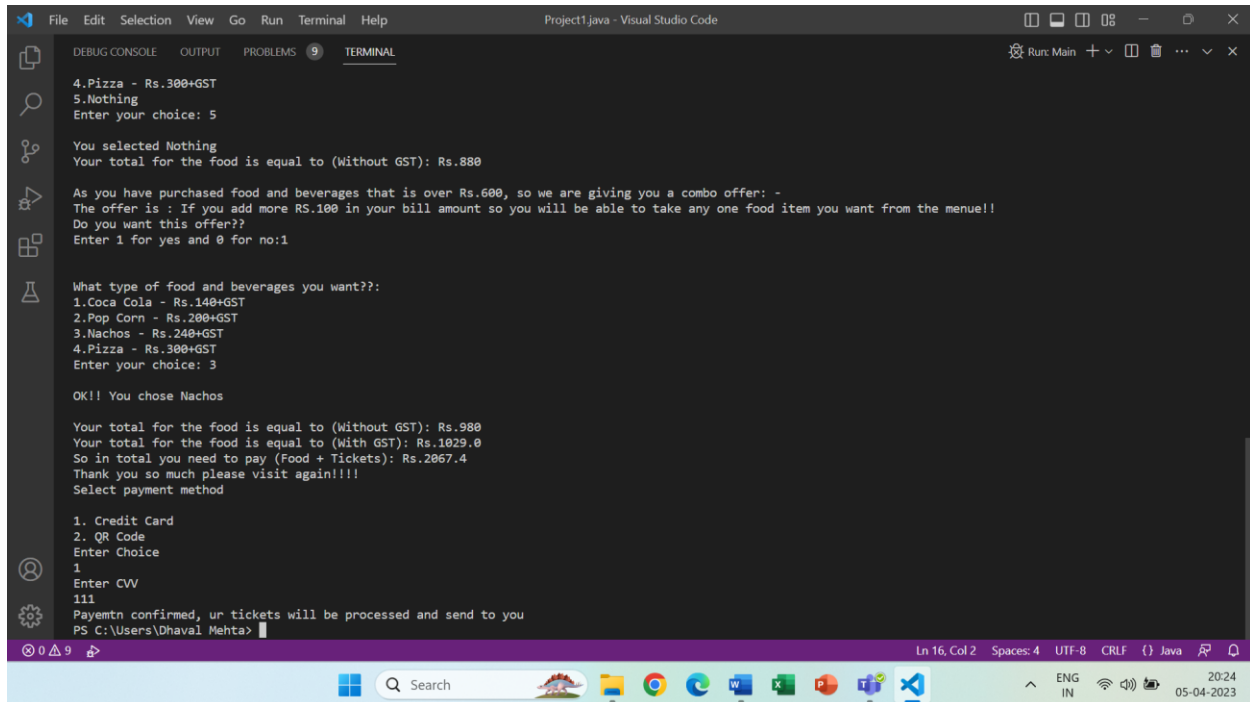 File Edit Selection View Go Run Terminal Help Project1.java - Visual Studio Code
DEBUG CONSOLE OUTPUT PROBLEMS 9 TERMINAL Run: Main
4.Pizza - Rs.300+GST
5.Nothing
Enter your choice: 5
You selected Nothing
Your total for the food is equal to (Without GST): Rs.880
As you have purchased food and beverages that is over Rs.600, so we are giving you a combo offer: -
The offer is : If you add more RS.100 in your bill amount so you will be able to take any one food item you want from the menue!!
Do you want this offer??
Enter 1 for yes and 0 for no:1
What type of food and beverages you want??:
1.Coca Cola - Rs.140+GST
2.Pop Corn - Rs.200+GST
3.Nachos - Rs.240+GST
4.Pizza - Rs.300+GST
Enter your choice: 3
OK!! You chose Nachos
Your total for the food is equal to (Without GST): Rs.980
Your total for the food is equal to (With GST): Rs.1029.0
So in total you need to pay (Food + Tickets): Rs.2067.4
Thank you so much please visit again!!!!
Select payment method
1. Credit Card
2. QR Code
Enter Choice
1
Enter CVV
111
Payemtn confirmed, ur tickets will be processed and send to you
PS C:\Users\Dhaval Mehta>
0 9 Ln 16, Col 2 Spaces: 4 UTF-8 CRLF {} Java
Search ENG 20:24
IN 05-04-2023